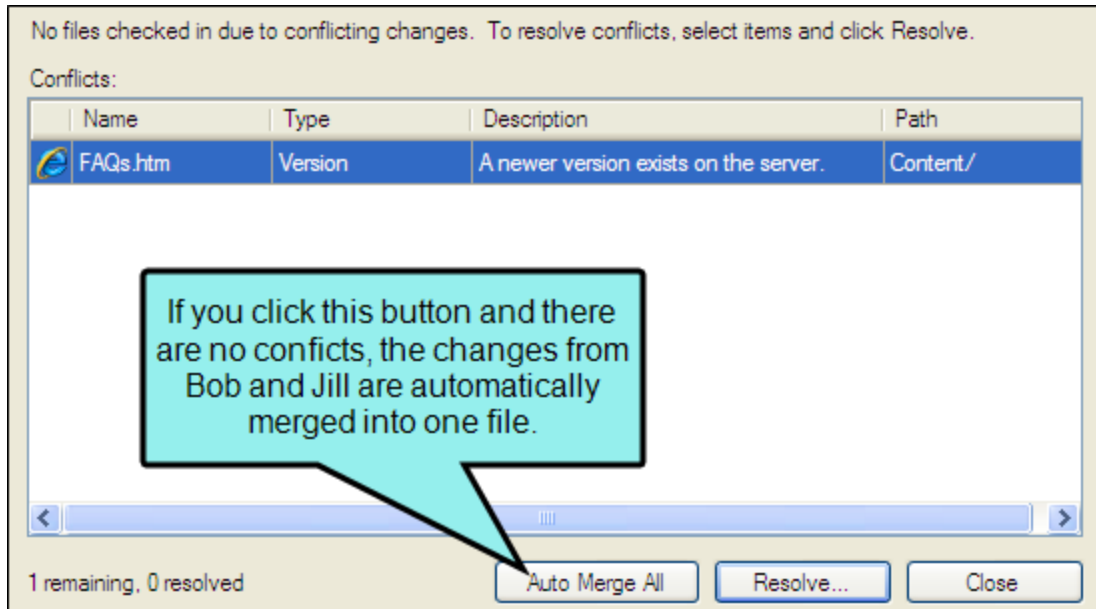 No files checked in due to conflicting changes. To resolve conflicts, select items and click Resolve.
Conflicts:
Name Type Description Path
FAQs.htm Version A newer version exists on the server. Content/
If you click this button and there
are no conficts, the changes from
Bob and Jill are automatically
merged into one file.
1 remaining, 0 resolved Auto Merge All Resolve... Close